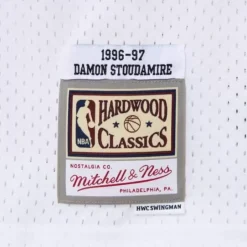 1996-97
DAMON STOUDAMIRE
HARDWOOD
NBA
CLASSICS
NOSTALGIA CO.
Mitchell & Ness
PHILADELPHIA, PA.
HWC SWINGMAN